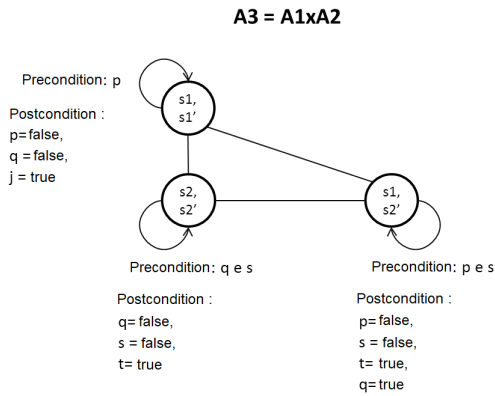 A3 = A1xA2
Precondition: p
s1,
s1’
Postcondition :
p=false,
q =false,
j = true
s2,
s2’
s1,
s2’
Precondition: q e s
Postcondition :
q=false,
s = false,
t= true
Precondition: p e s
Postcondition :
p=false,
s = false,
t= true,
q=true